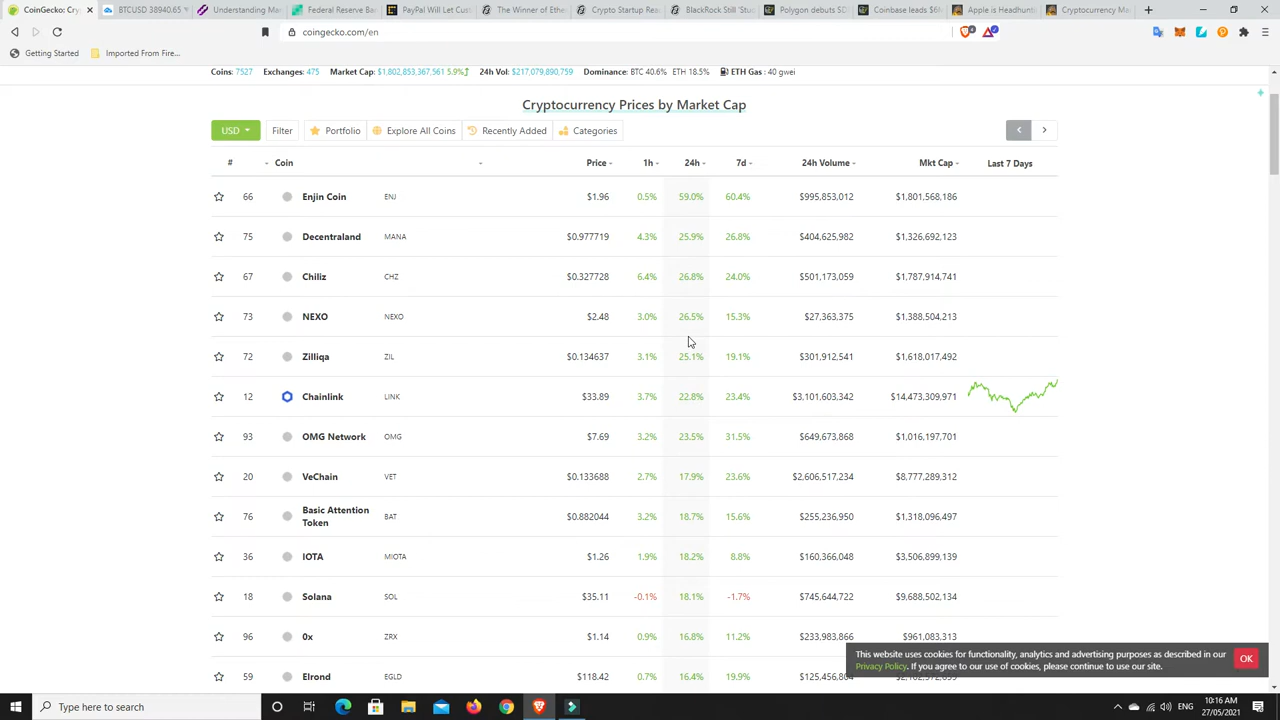 CoinGecko: Cry
BTCUSD 38940.65
Understanding Mar
Federal Reserve Bo
PayPal Will Let Cust
The Winner of Ethe
Crypto Startup Rea
BlackRock Still 'Stu
Polygon debuts SD
Coinbase leads $6
Apple is Headhunti
Cryptocurrency Ma
coingecko.com/en
Getting Started Imported From Fire...
Coins: 7527 Exchanges: 475 Market Cap: $1,802,853,367,561 5.9% 24h Vol: $217,079,890,759 Dominance: BTC 40.6% ETH 18.5% ETH Gas : 40 gwei
Cryptocurrency Prices by Market Cap
USD Filter Portfolio Explore All Coins Recently Added Categories
# Coin Price 1h 24h 7d 24h Volume Mkt Cap Last 7 Days
66 Enjin Coin ENJ $1.96 0.5% 59.0% 60.4% $995,853,012 $1,801,568,186
75 Decentraland MANA $0.977719 4.3% 25.9% 26.8% $404,625,982 $1,326,692,123
67 Chiliz CHZ $0.327728 6.4% 26.8% 24.0% $501,173,059 $1,787,914,741
73 NEXO NEXO $2.48 3.0% 26.5% 15.3% $27,363,375 $1,388,504,213
72 Zilliqa ZIL $0.134637 3.1% 25.1% 19.1% $301,912,541 $1,618,017,492
12 Chainlink LINK $33.89 3.7% 22.8% 23.4% $3,101,603,342 $14,473,309,971
93 OMG Network OMG $7.69 3.2% 23.5% 31.5% $649,673,868 $1,016,197,701
20 VeChain VET $0.133688 2.7% 17.9% 23.6% $2,606,517,234 $8,777,289,312
76 Basic Attention Token BAT $0.882044 3.2% 18.7% 15.6% $255,236,950 $1,318,096,497
36 IOTA MIOTA $1.26 1.9% 18.2% 8.8% $160,366,048 $3,506,899,139
18 Solana SOL $35.11 -0.1% 18.1% -1.7% $745,644,722 $9,688,502,134
96 0x ZRX $1.14 0.9% 16.8% 11.2% $233,983,866 $961,083,313
59 Elrond EGLD $118.42 0.7% 16.4% 19.9%
This website uses cookies for functionality, analytics and advertising purposes as described in our
Privacy Policy. If you agree to our use of cookies, please continue to use our site.
OK
Type here to search
ENG
10:16 AM
27/05/2021